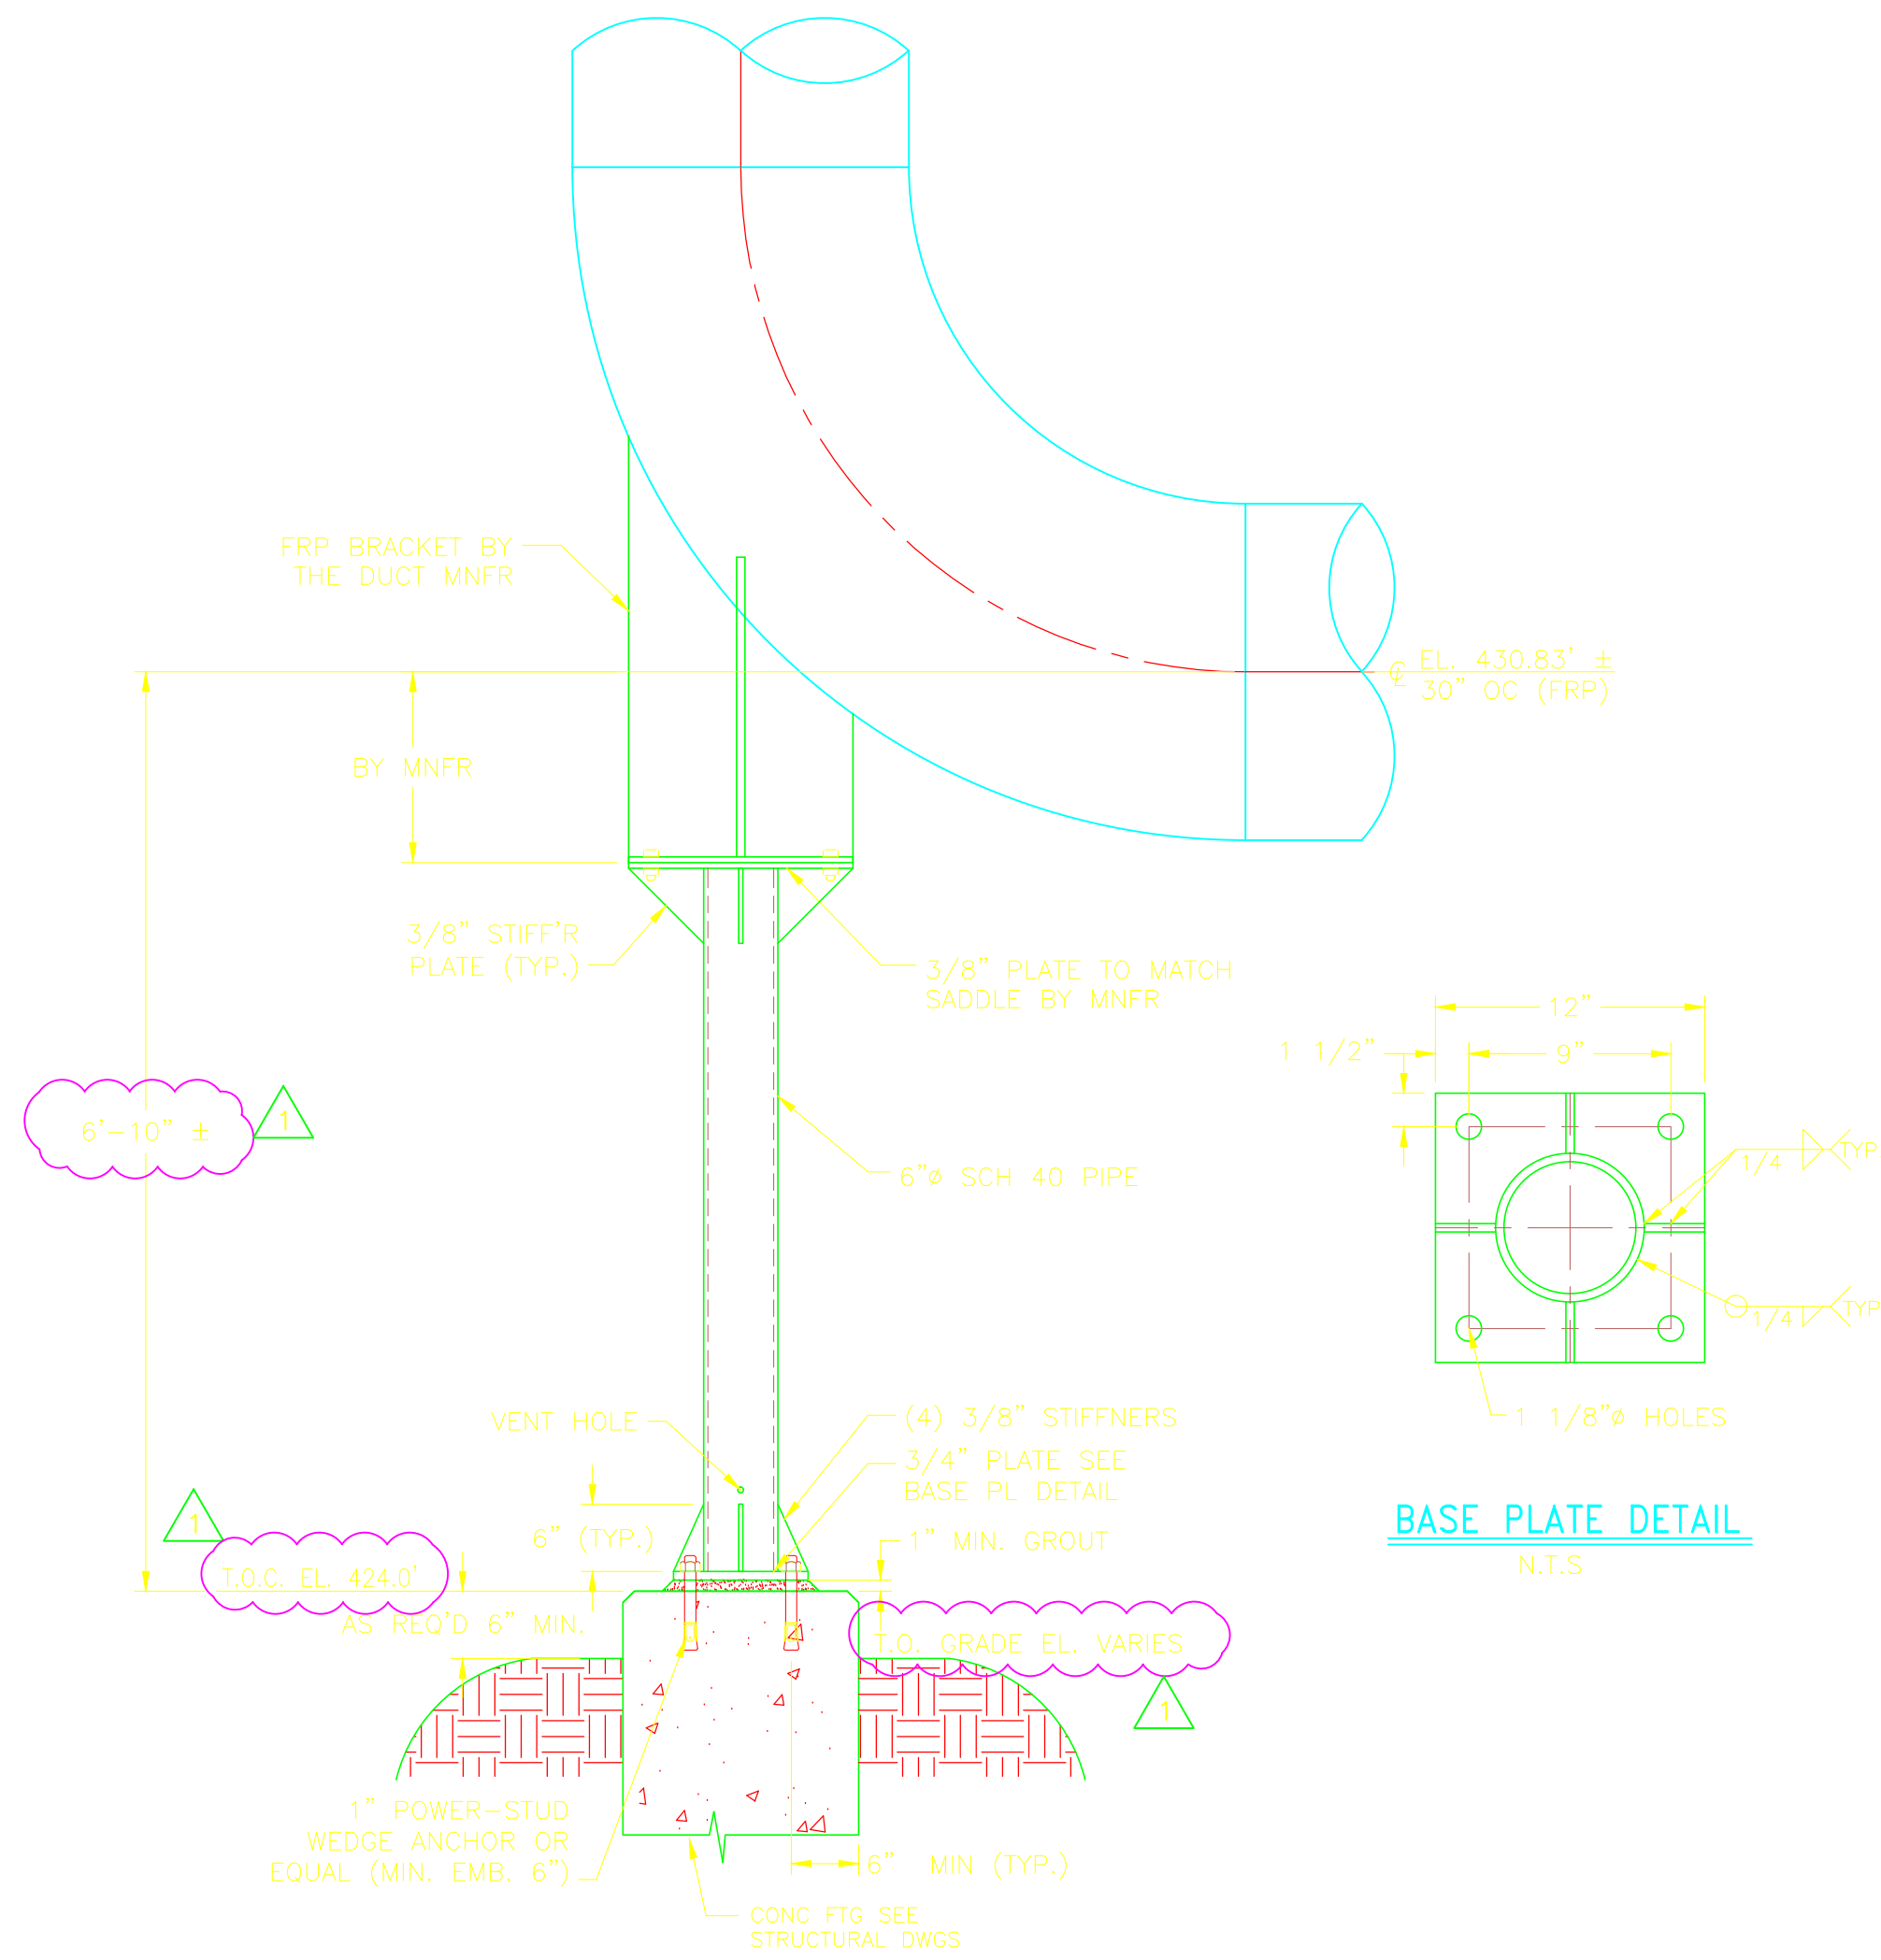 FRP BRACKET BY
THE DUCT MNFR
℄ EL. 430.83' ±
30" OC (FRP)
BY MNFR
3/8" STIFF'R
PLATE (TYP.)
3/8" PLATE TO MATCH
SADDLE BY MNFR
12"
1 1/2"
9"
6'-10" ±
1
1/4
TYP
6"ø SCH 40 PIPE
1/4
TYP
VENT HOLE
(4) 3/8" STIFFNERS
1 1/8"ø HOLES
3/4" PLATE SEE
BASE PL DETAIL
1
6" (TYP.)
1" MIN. GROUT
BASE PLATE DETAIL
N.T.S
T.O.C. EL. 424.0'
AS REQ'D 6" MIN.
T.O. GRADE EL. VARIES
1
1" POWER-STUD
WEDGE ANCHOR OR
EQUAL (MIN. EMB. 6")
6" MIN (TYP.)
CONC FTG SEE
STRUCTURAL DWGS